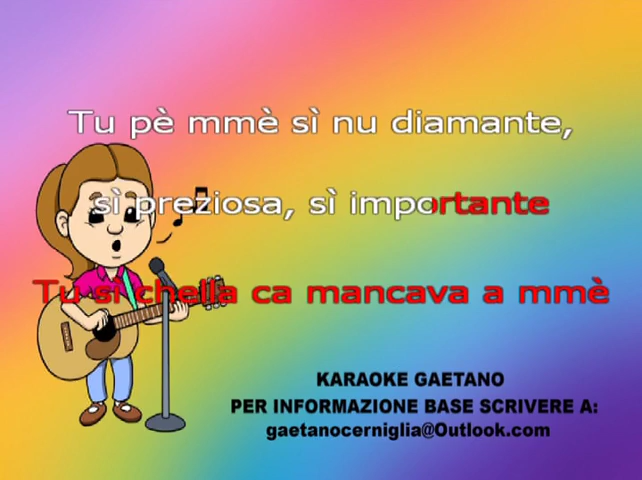 Tu pè mmè sì nu diamante,
sì preziosa, sì importante
Tu sì chella ca mancava a mmè
KARAOKE GAETANO
PER INFORMAZIONE BASE SCRIVERE A:
gaetanocerniglia@Outlook.com